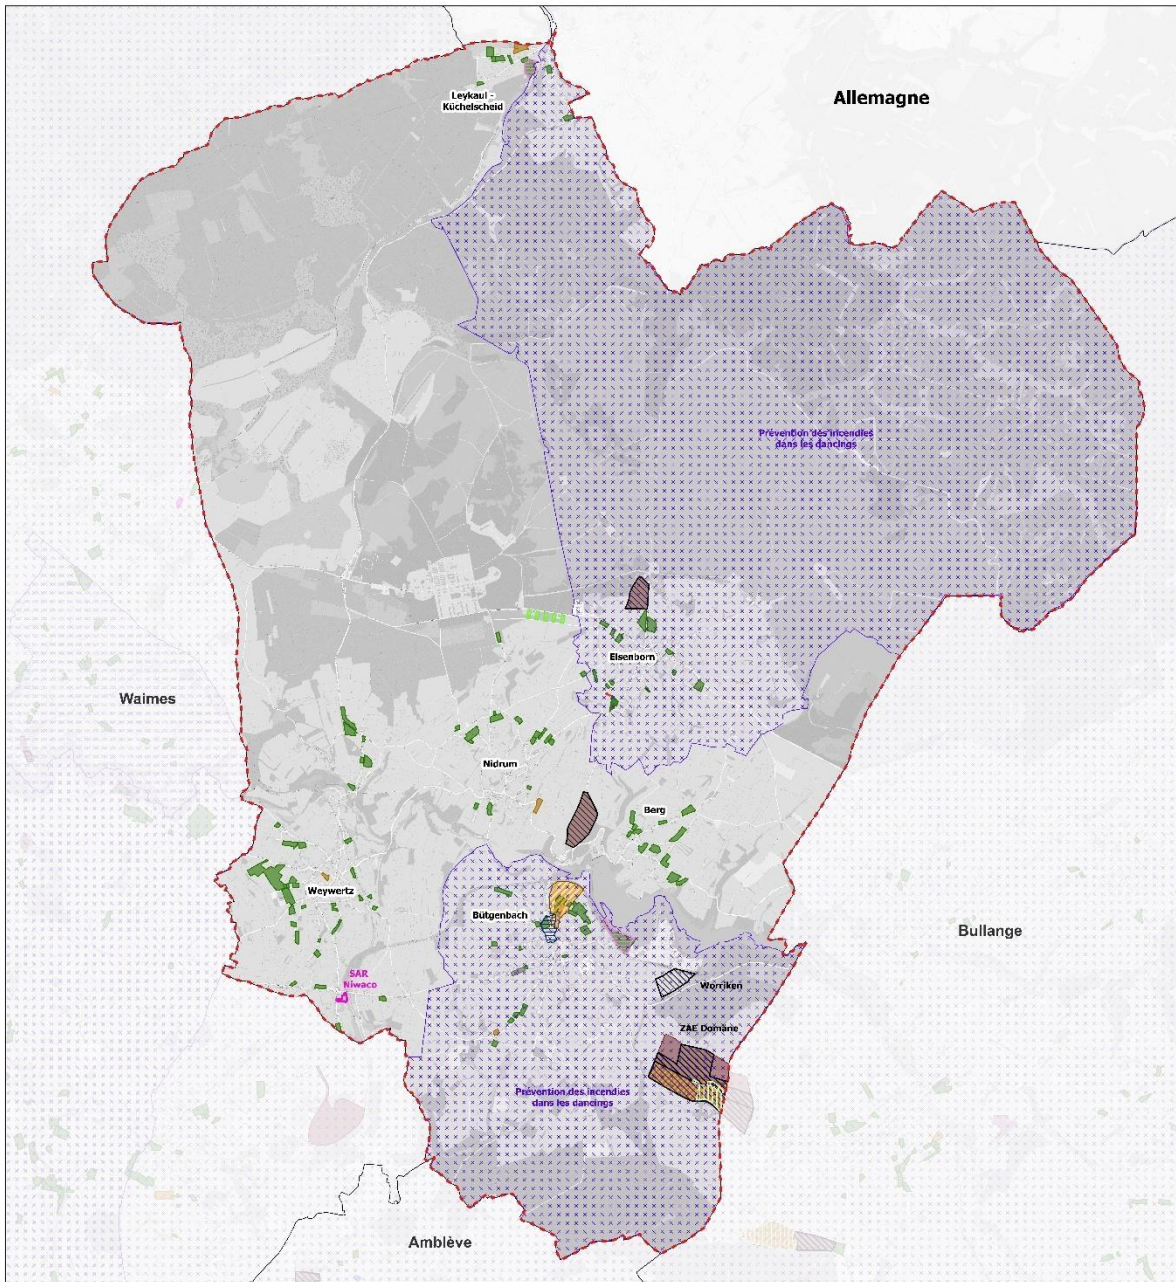 Leykaul -
Küchelscheid
Allemagne
Prévention des incendies
dans les dancings
Elsenborn
Waimes
Nidrum
Berg
Weywertz
Bütgenbach
Bullange
SAR
Niwaco
Worriken
ZAE Domäne
Prévention des incendies
dans les dancings
Amblève